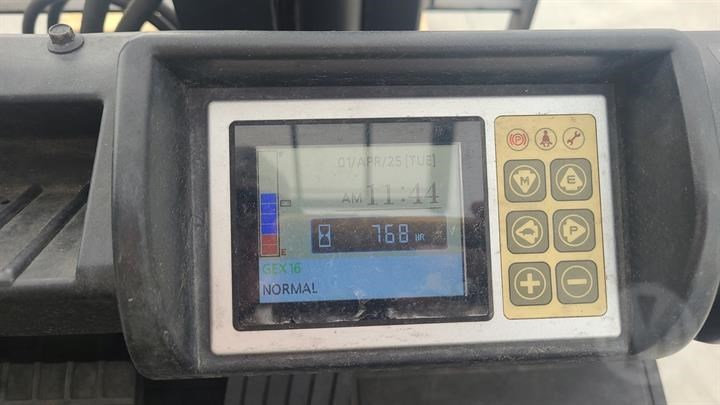 01/APR/25 [TUE]
AM 11:44
768 HR
E
GEX16
NORMAL
P
M
E
P
+
−